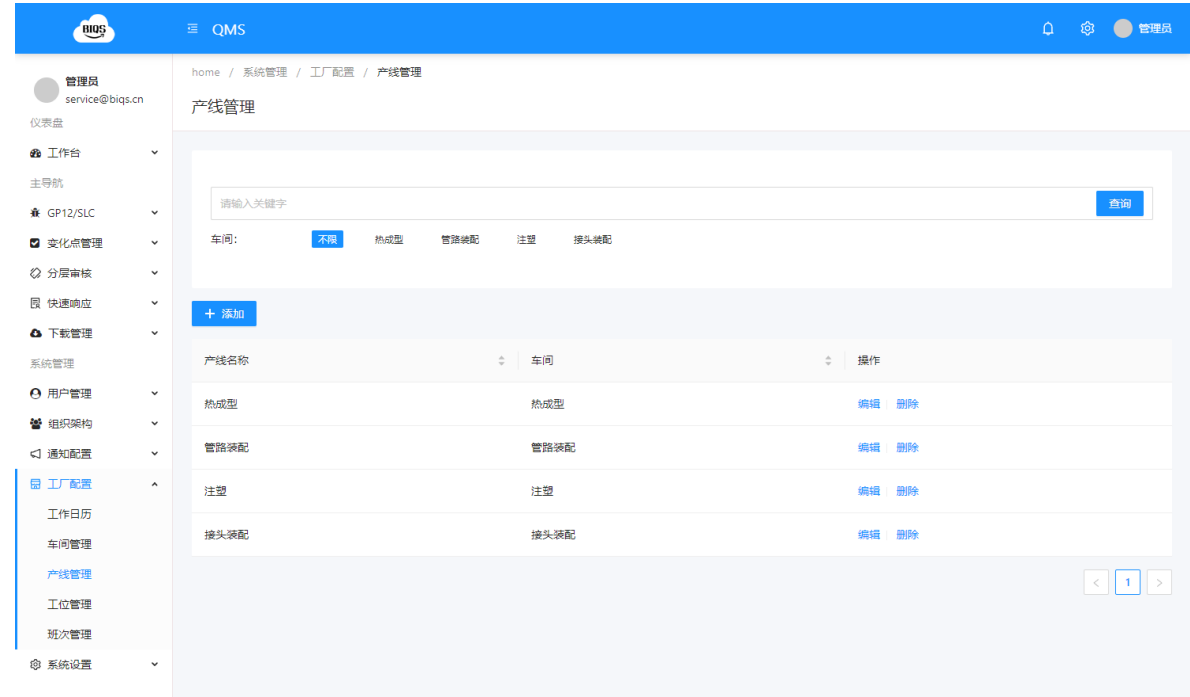 BIQS
QMS
管理员
管理员
service@biqs.cn
仪表盘
工作台
主导航
GP12/SLC
变化点管理
分层审核
快速响应
下载管理
系统管理
用户管理
组织架构
通知配置
工厂配置
工作日历
车间管理
产线管理
工位管理
班次管理
系统设置
home / 系统管理 / 工厂配置 / 产线管理
产线管理
请输入关键字 查询
车间: 不限 热成型 管路装配 注塑 接头装配
+ 添加
产线名称 车间 操作
热成型 热成型 编辑 删除
管路装配 管路装配 编辑 删除
注塑 注塑 编辑 删除
接头装配 接头装配 编辑 删除
< 1 >